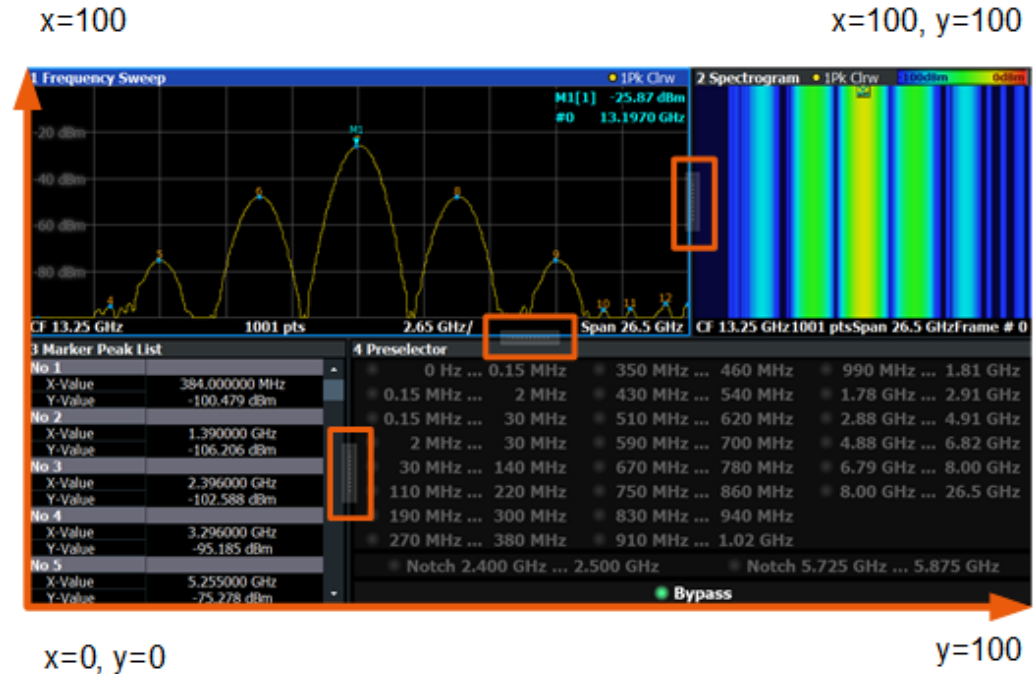 x=100
x=100, y=100
1 Frequency Sweep
1Pk Clrw
M1[1] -25.87 dBm
#0 13.1970 GHz
M1
-20 dBm
-40 dBm
-60 dBm
-80 dBm
4
5
6
8
9
10
11
12
CF 13.25 GHz 1001 pts 2.65 GHz/ Span 26.5 GHz
2 Spectrogram 1Pk Clrw -100dBm 0dBm
CF 13.25 GHz 1001 pts Span 26.5 GHz Frame # 0
3 Marker Peak List
No 1
X-Value 384.000000 MHz
Y-Value -100.479 dBm
No 2
X-Value 1.390000 GHz
Y-Value -106.206 dBm
No 3
X-Value 2.396000 GHz
Y-Value -102.588 dBm
No 4
X-Value 3.296000 GHz
Y-Value -95.185 dBm
No 5
X-Value 5.255000 GHz
Y-Value -75.278 dBm
4 Preselector
0 Hz ... 0.15 MHz 350 MHz ... 460 MHz 990 MHz ... 1.81 GHz
0.15 MHz ... 2 MHz 430 MHz ... 540 MHz 1.78 GHz ... 2.91 GHz
0.15 MHz ... 30 MHz 510 MHz ... 620 MHz 2.88 GHz ... 4.91 GHz
2 MHz ... 30 MHz 590 MHz ... 700 MHz 4.88 GHz ... 6.82 GHz
30 MHz ... 140 MHz 670 MHz ... 780 MHz 6.79 GHz ... 8.00 GHz
110 MHz ... 220 MHz 750 MHz ... 860 MHz 8.00 GHz ... 26.5 GHz
190 MHz ... 300 MHz 830 MHz ... 940 MHz
270 MHz ... 380 MHz 910 MHz ... 1.02 GHz
Notch 2.400 GHz ... 2.500 GHz Notch 5.725 GHz ... 5.875 GHz
Bypass
x=0, y=0
y=100